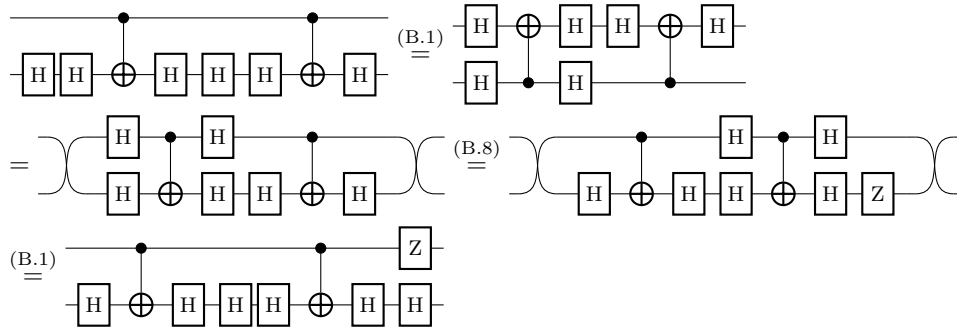 (B.1) H H H H
H H H H H H = H H
H H (B.8) H H
= H H H H = H H H H Z
(B.1) Z
= H H H H H H